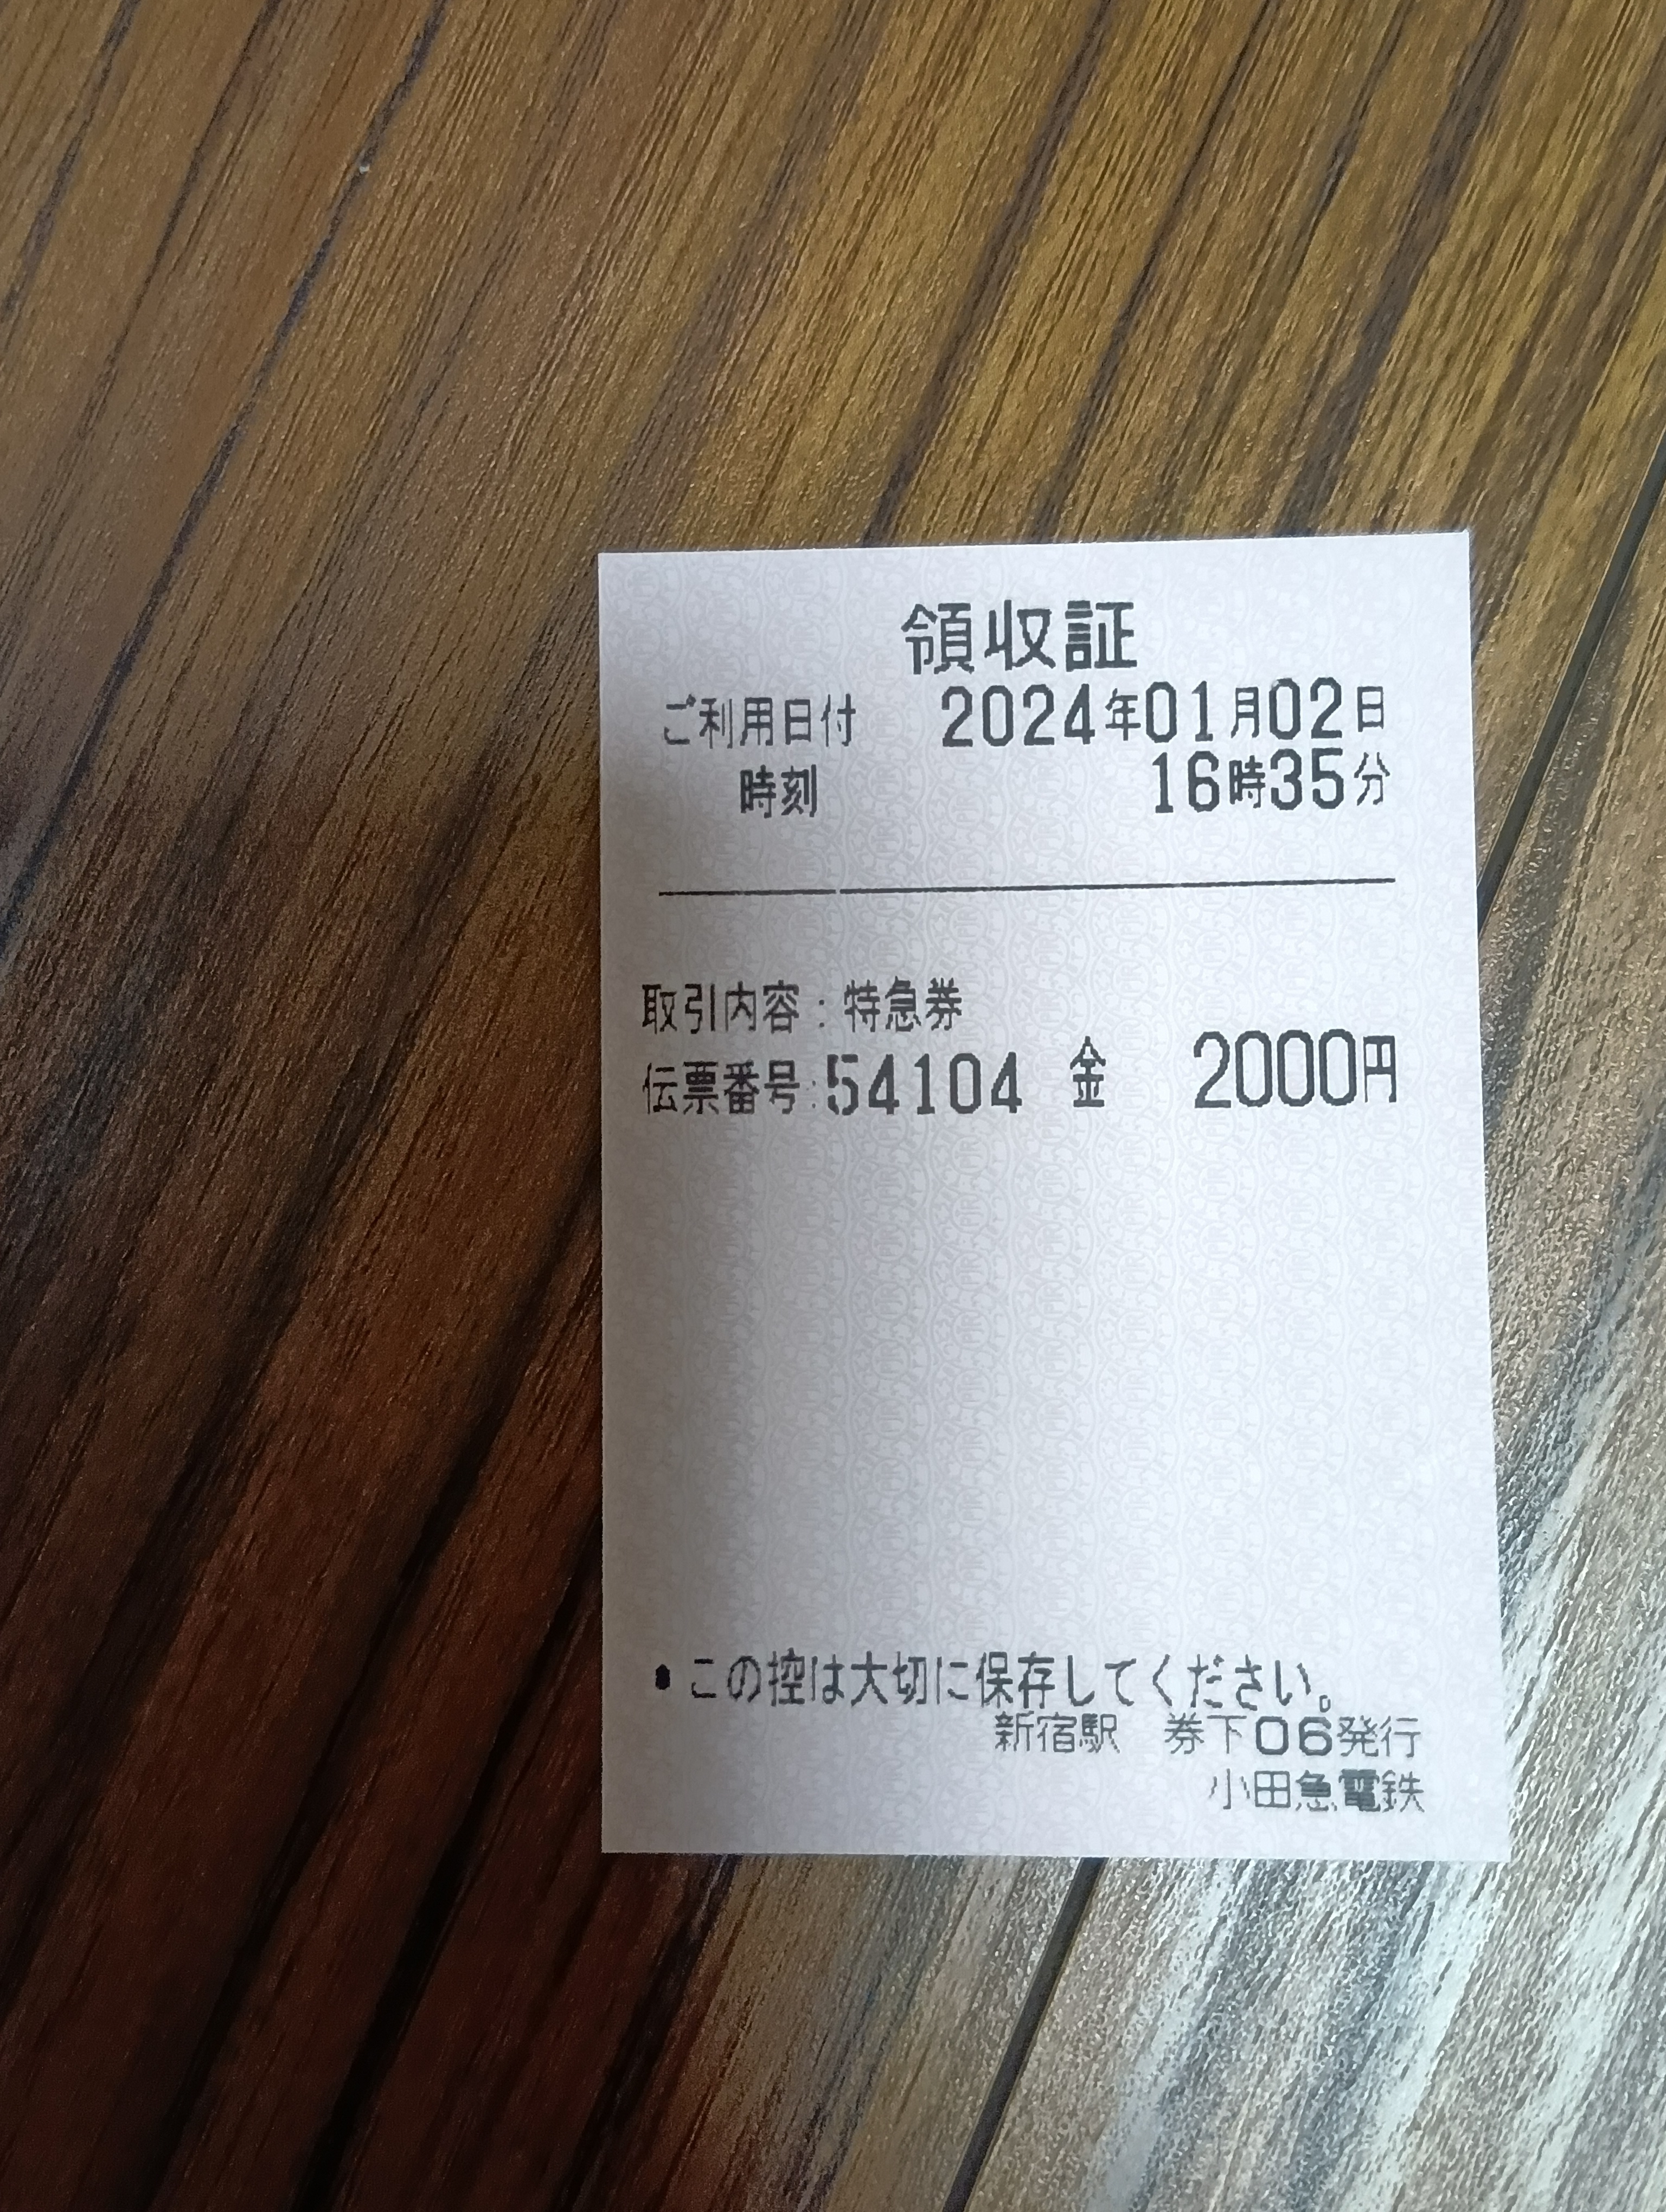 領収証
ご利用日付 2024年01月02日
時刻 16時35分
取引内容：特急券
伝票番号:54104 金 2000円
・この控は大切に保存してください。
新宿駅 券下06発行
小田急電鉄